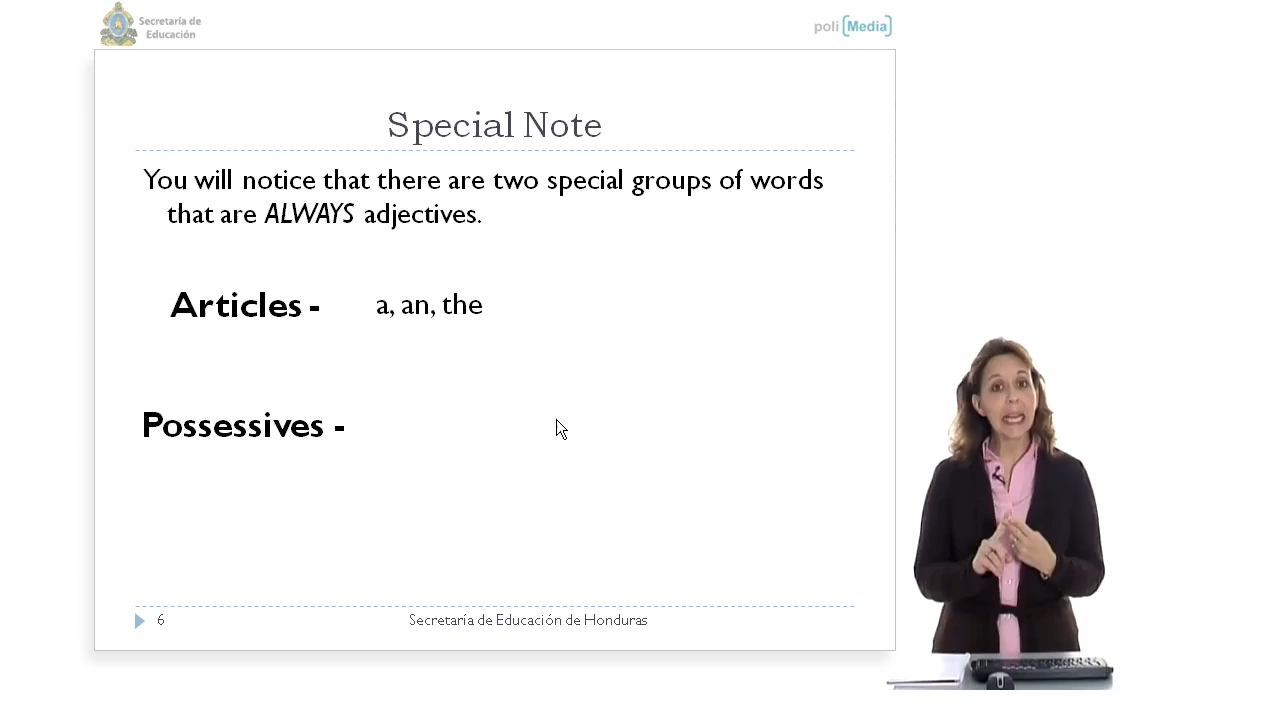 Secretaría de
Educación
poli [Media]
Special Note
You will notice that there are two special groups of words
that are ALWAYS adjectives.
Articles - a, an, the
Possessives -
6 Secretaría de Educación de Honduras